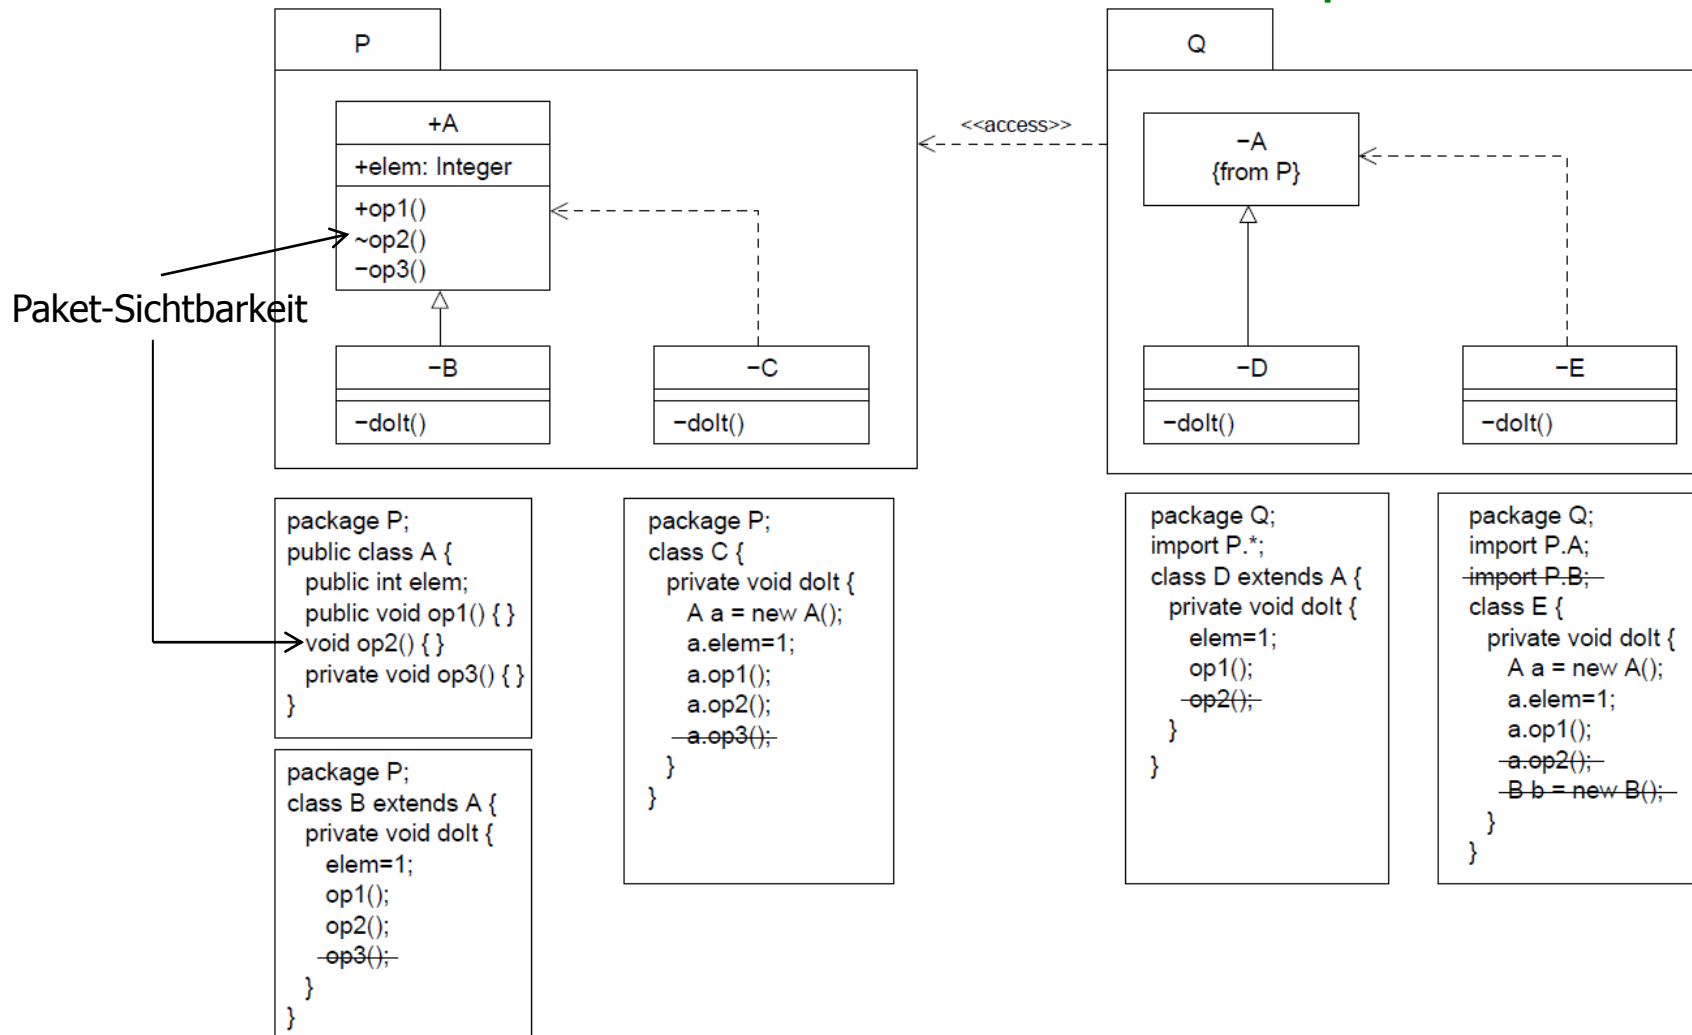 P
+A
+elem: Integer
+op1()
~op2()
−op3()
−B
−doIt()
−C
−doIt()
<<access>>
Q
−A
{from P}
−D
−doIt()
−E
−doIt()
Paket-Sichtbarkeit
package P;
public class A {
public int elem;
public void op1() { }
void op2() { }
private void op3() { }
}
package P;
class B extends A {
private void doIt {
elem=1;
op1();
op2();
op3();
}
}
package P;
class C {
private void doIt {
A a = new A();
a.elem=1;
a.op1();
a.op2();
a.op3();
}
}
package Q;
import P.*;
class D extends A {
private void doIt {
elem=1;
op1();
op2();
}
}
package Q;
import P.A;
import P.B;
class E {
private void doIt {
A a = new A();
a.elem=1;
a.op1();
a.op2();
B b = new B();
}
}